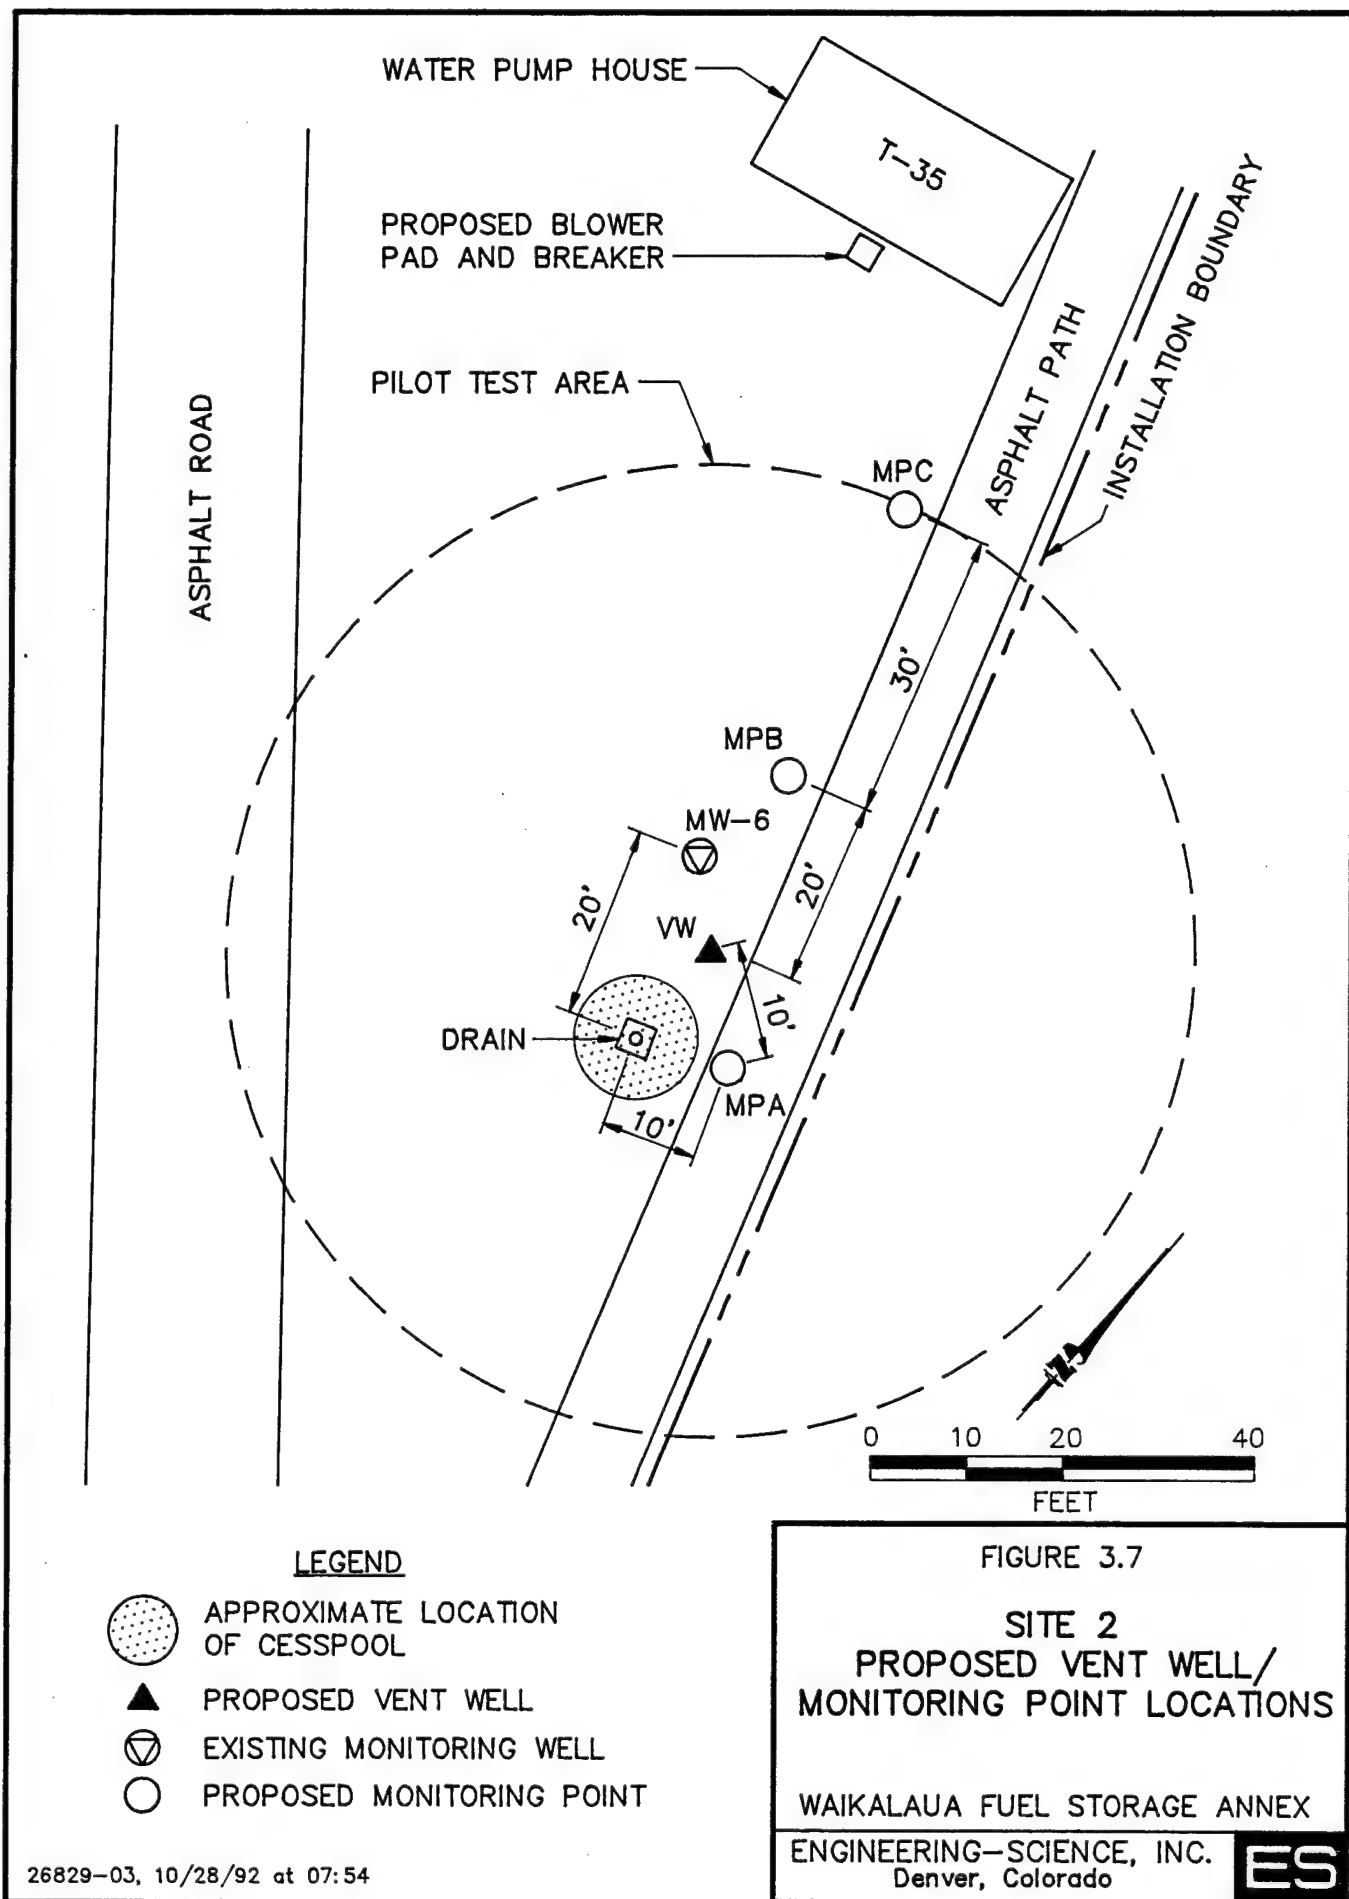 WATER PUMP HOUSE
T-35
PROPOSED BLOWER
PAD AND BREAKER
INSTALLATION BOUNDARY
ASPHALT PATH
PILOT TEST AREA
ASPHALT ROAD
MPC
30'
MPB
MW-6
20'
20'
VW
10'
DRAIN
MPA
10'
N
0 10 20 40
FEET
LEGEND
APPROXIMATE LOCATION
OF CESSPOOL
PROPOSED VENT WELL
EXISTING MONITORING WELL
PROPOSED MONITORING POINT
FIGURE 3.7
SITE 2
PROPOSED VENT WELL/
MONITORING POINT LOCATIONS
WAIKALAUA FUEL STORAGE ANNEX
ENGINEERING-SCIENCE, INC.
Denver, Colorado
ES
26829-03, 10/28/92 at 07:54